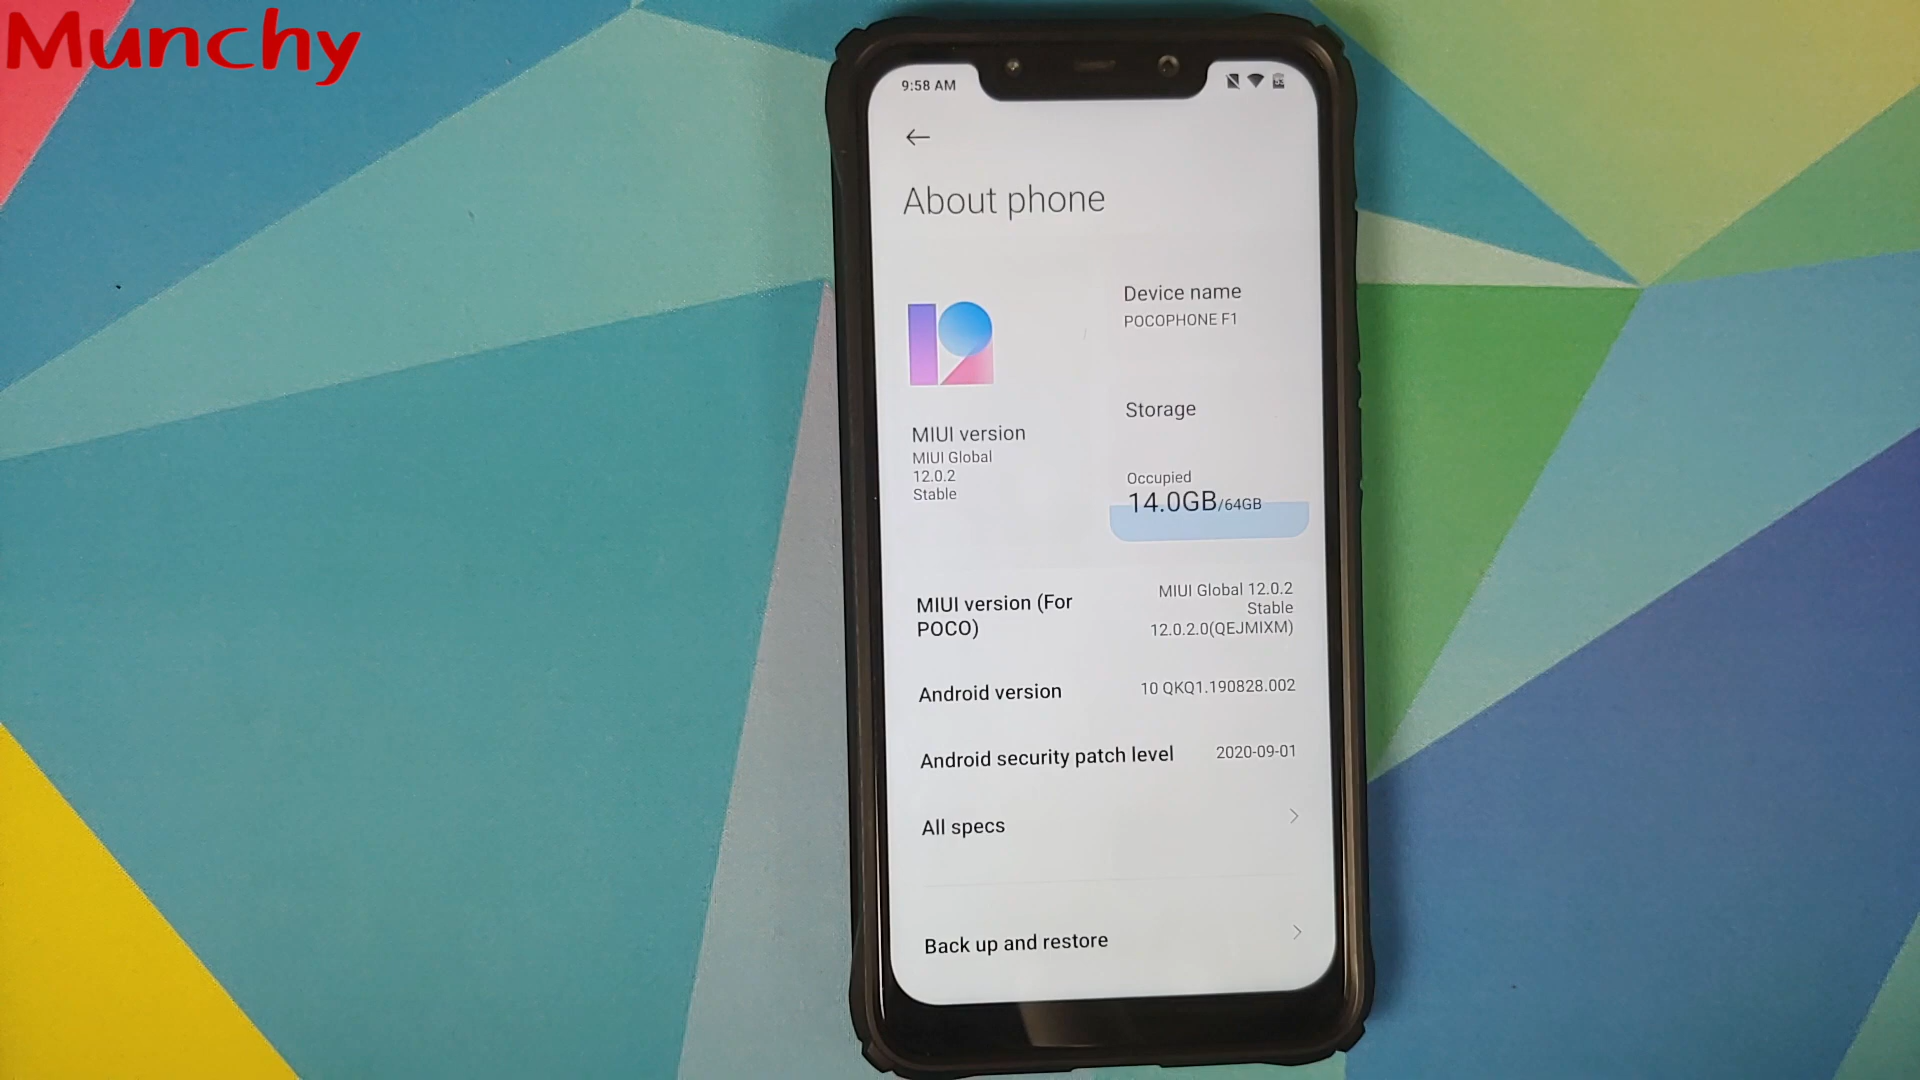 Munchy
9:58 AM
About phone
Device name
POCOPHONE F1
MIUI version
MIUI Global
12.0.2
Stable
Storage
Occupied
14.0GB/64GB
MIUI version (For
POCO)
MIUI Global 12.0.2
Stable
12.0.2.0(QEJMIXM)
Android version
10 QKQ1.190828.002
Android security patch level
2020-09-01
All specs
Back up and restore